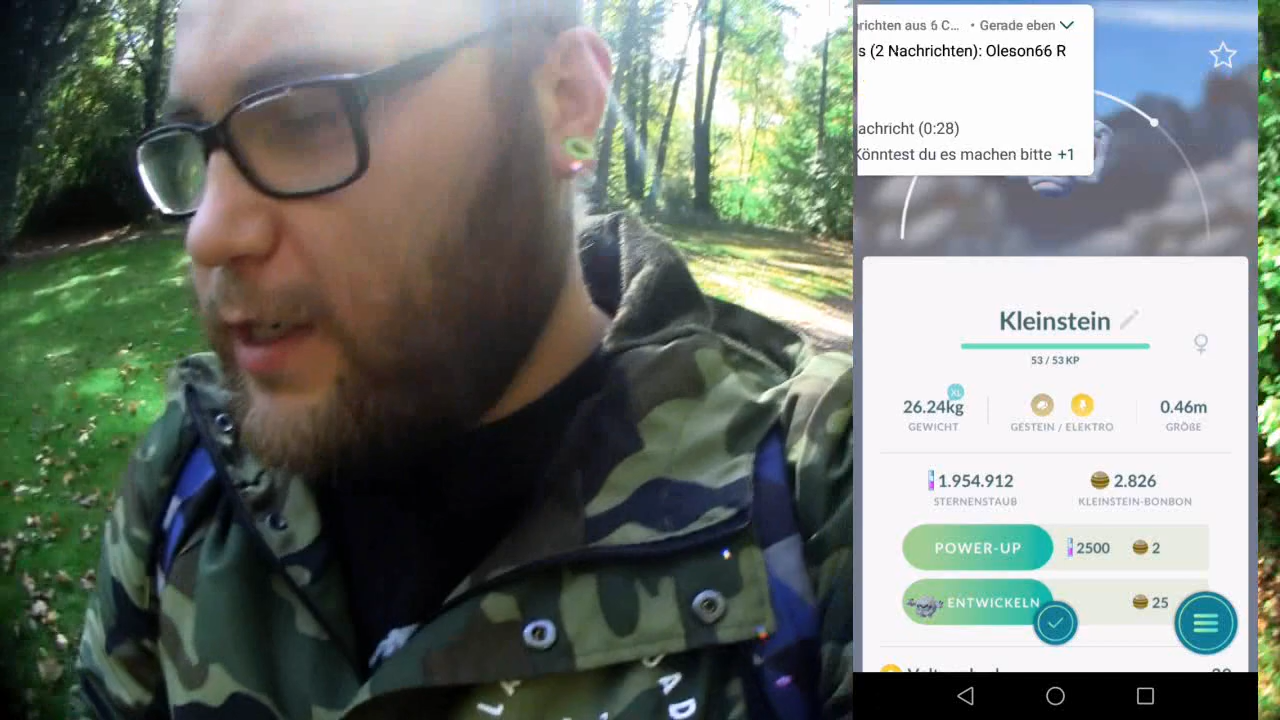 richten aus 6 C... • Gerade eben
s (2 Nachrichten): Oleson66 R
achricht (0:28)
Könntest du es machen bitte +1
Kleinstein
53 / 53 KP
XL
26.24kg
GEWICHT
GESTEIN / ELEKTRO
0.46m
GRÖßE
1.954.912
STERNENSTAUB
2.826
KLEINSTEIN-BONBON
POWER-UP 2500 2
ENTWICKELN 25